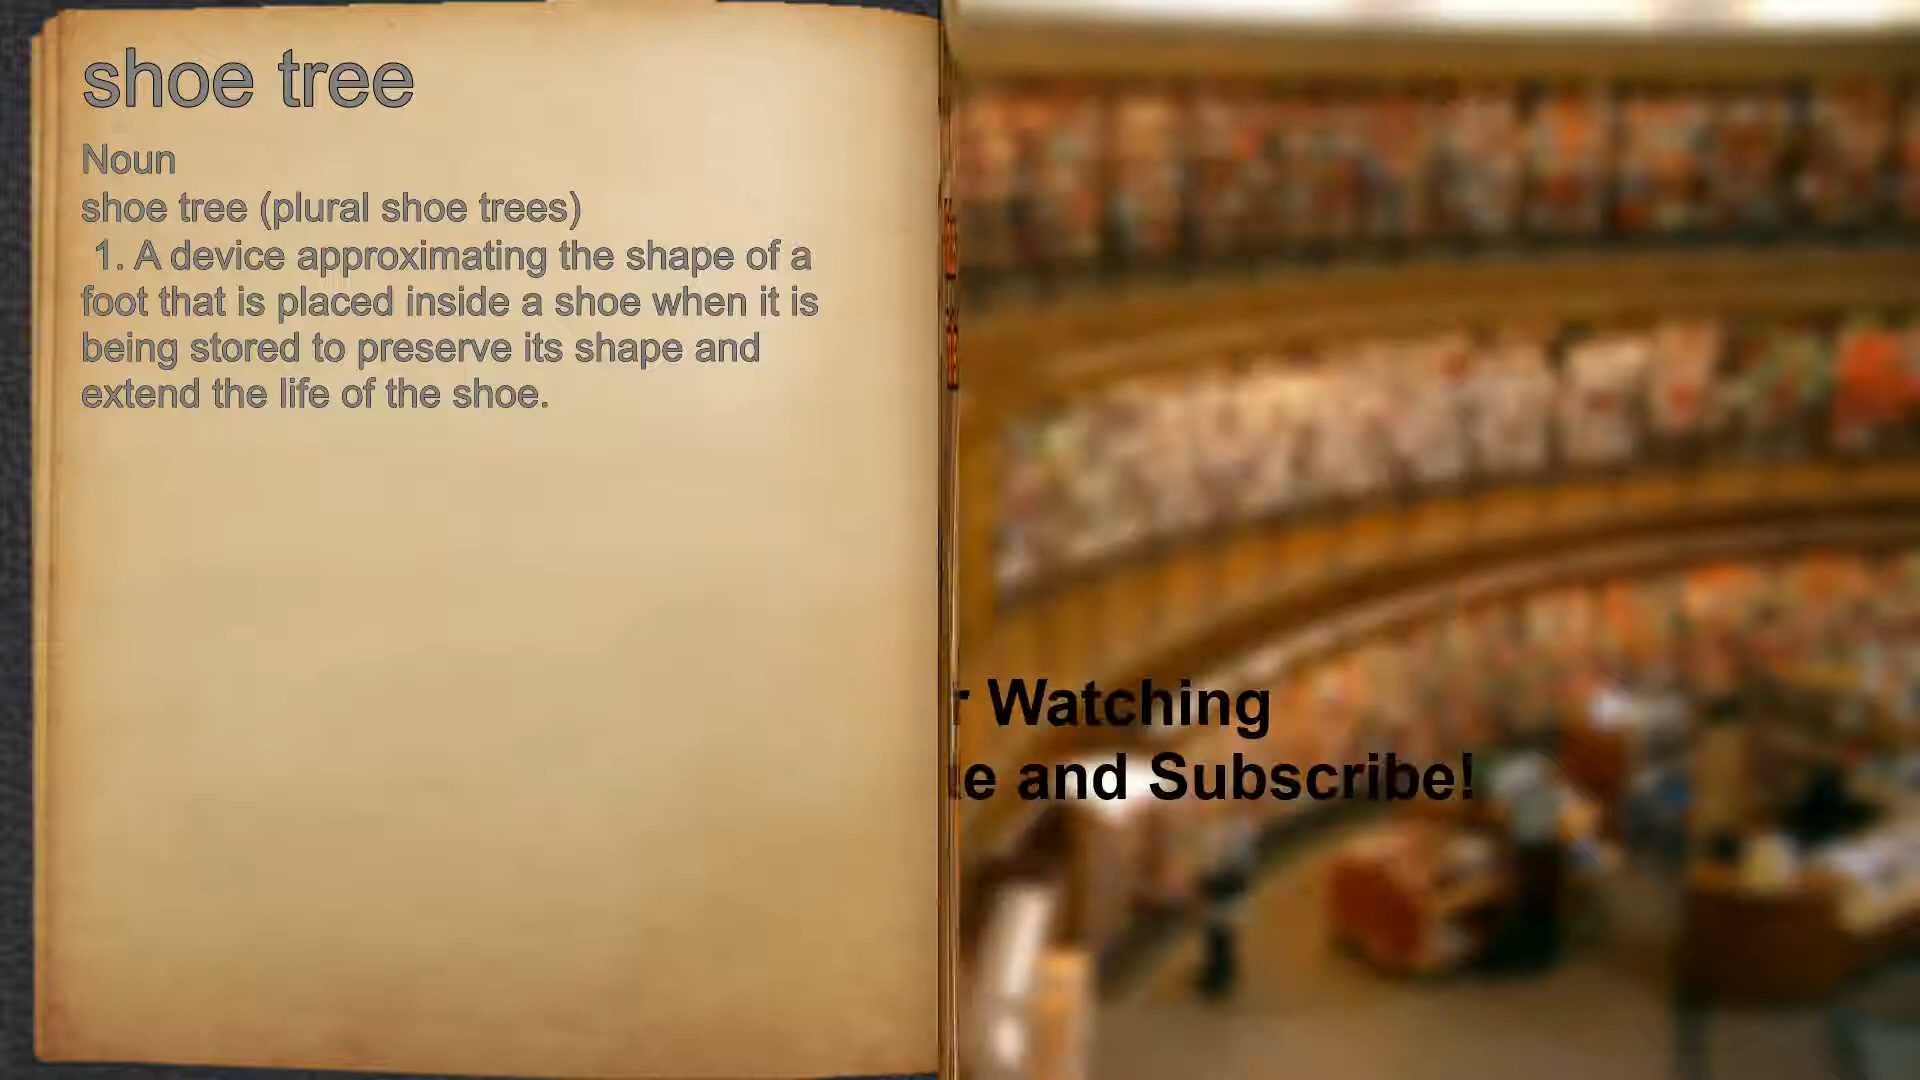 shoe tree
Noun
shoe tree (plural shoe trees)
1. A device approximating the shape of a
foot that is placed inside a shoe when it is
being stored to preserve its shape and
extend the life of the shoe.
Watching
and Subscribe!